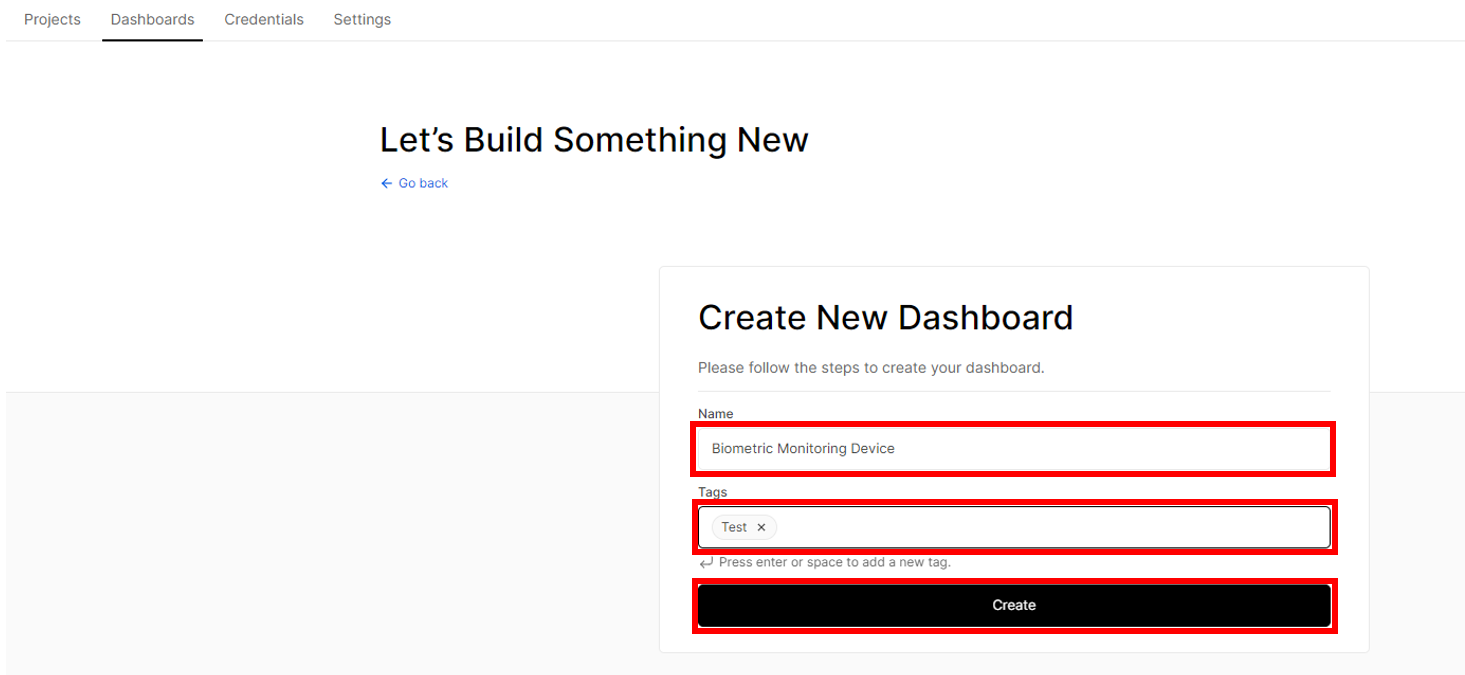 Projects Dashboards Credentials Settings
Let’s Build Something New
← Go back
Create New Dashboard
Please follow the steps to create your dashboard.
Name
Biometric Monitoring Device
Tags
Test ×
Press enter or space to add a new tag.
Create